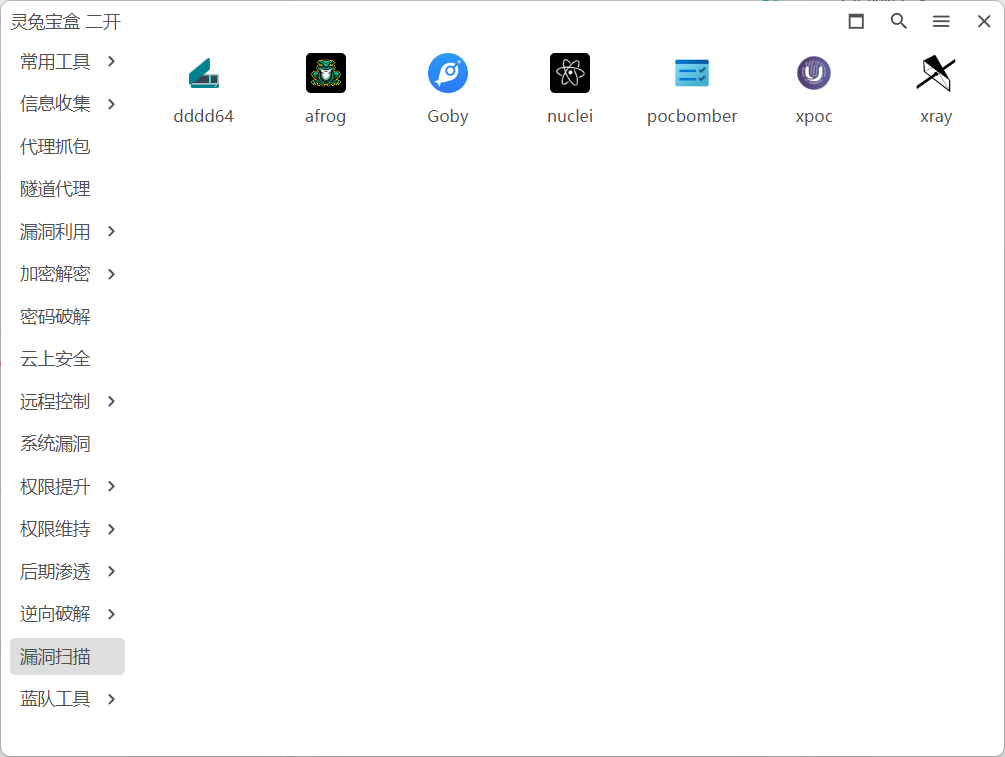 灵兔宝盒 二开
常用工具
信息收集
代理抓包
隧道代理
漏洞利用
加密解密
密码破解
云上安全
远程控制
系统漏洞
权限提升
权限维持
后期渗透
逆向破解
漏洞扫描
蓝队工具
dddd64 afrog Goby nuclei pocbomber xpoc xray